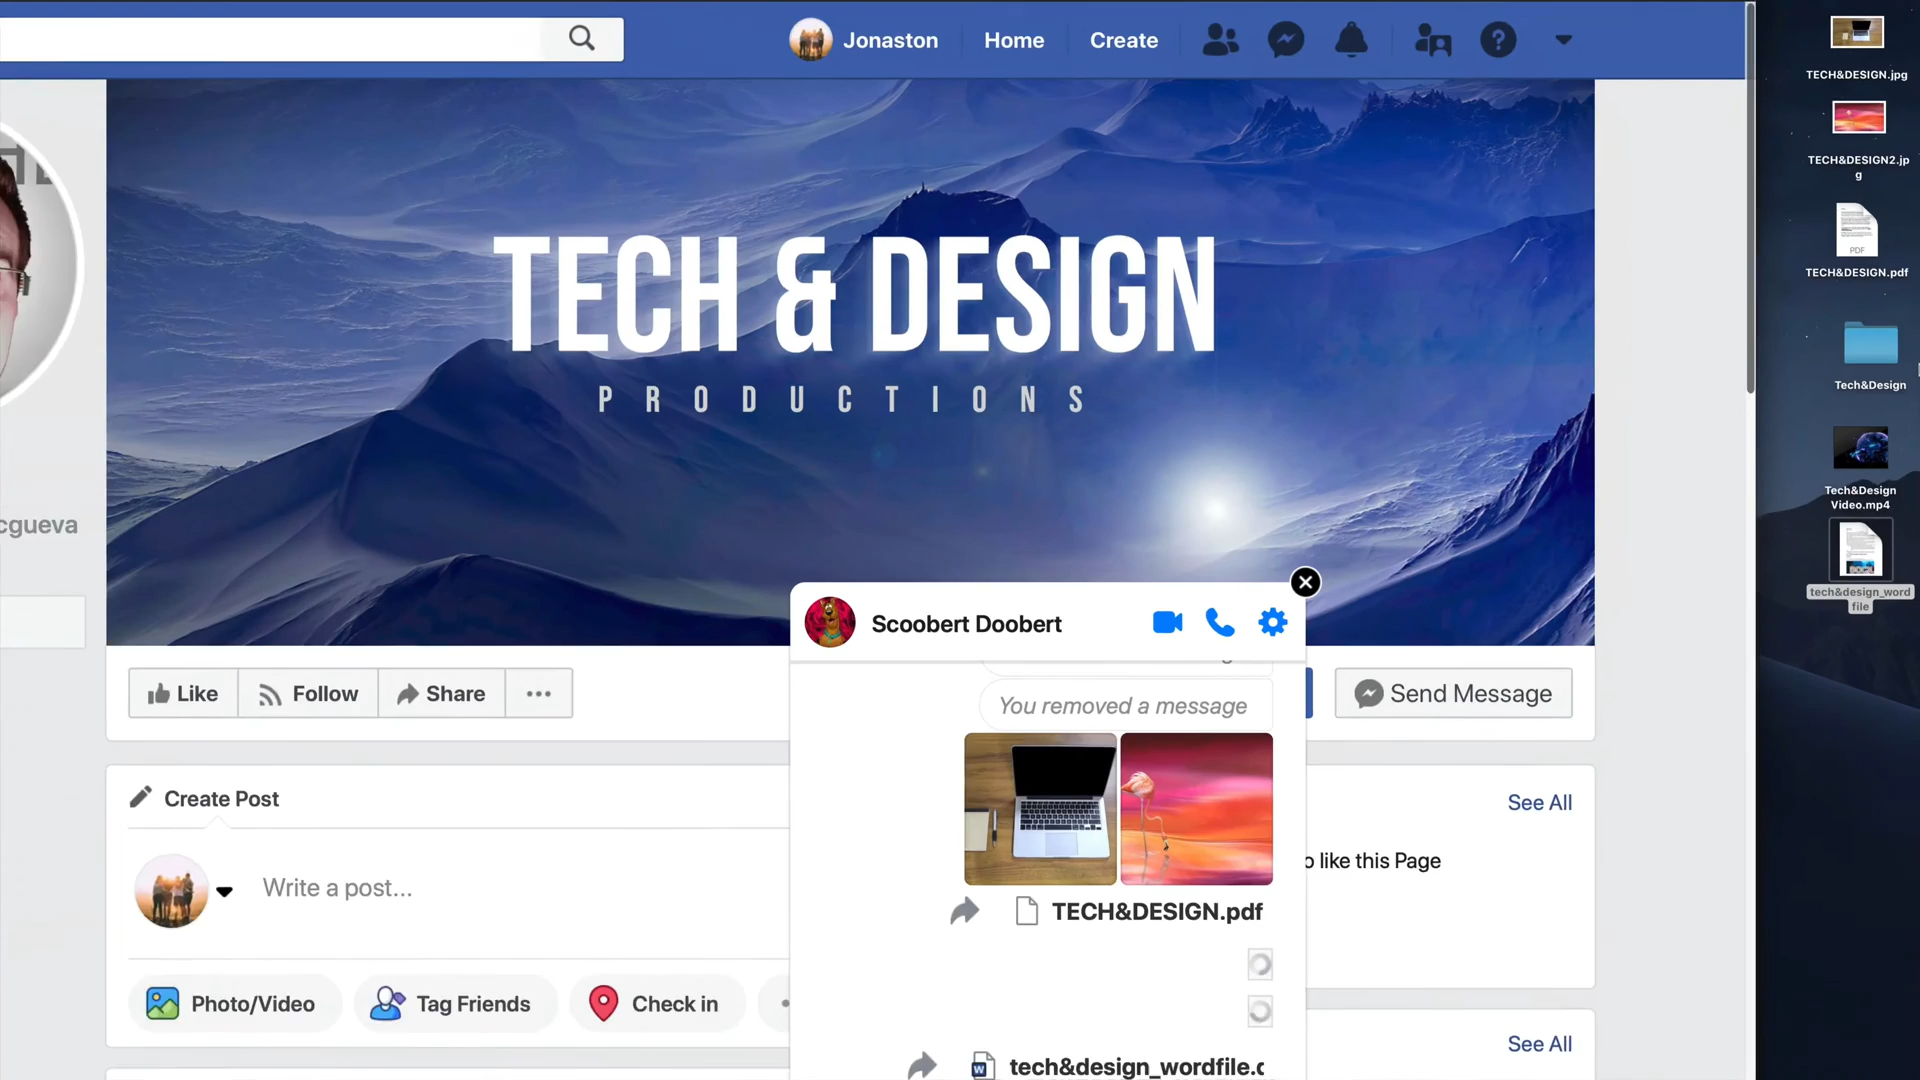 Jonaston
Home
Create
TECH & DESIGN
PRODUCTIONS
cgueva
Like
Follow
Share
Send Message
Create Post
Write a post...
Photo/Video
Tag Friends
Check in
Scoobert Doobert
You removed a message
TECH&DESIGN.pdf
tech&design_wordfile.
See All
o like this Page
See All
TECH&DESIGN.jpg
TECH&DESIGN2.jp
g
PDF
TECH&DESIGN.pdf
Tech&Design
Tech&Design
Video.mp4
tech&design_word
file